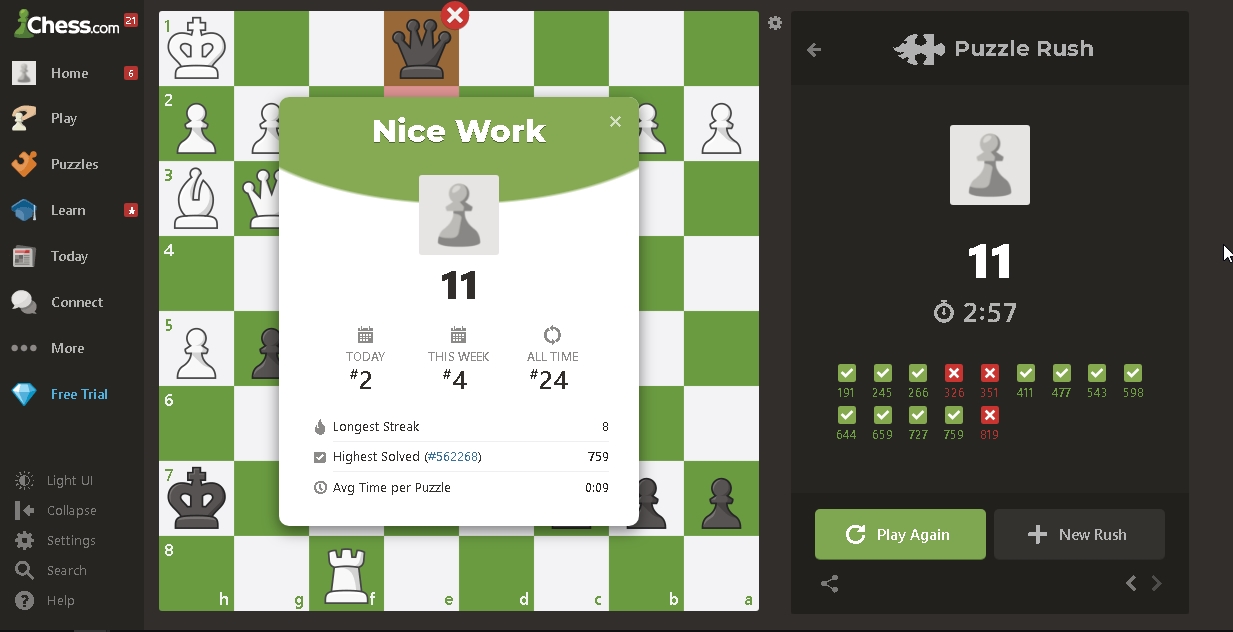 Chess.com 21
Home 6
Play
Puzzles
Learn
Today
Connect
More
Free Trial
Light UI
Collapse
Settings
Search
Help
1
2
3
4
5
6
7
8
h g f e d c b a
Nice Work
11
TODAY THIS WEEK ALL TIME
#2 #4 #24
Longest Streak 8
Highest Solved (#562268) 759
Avg Time per Puzzle 0:09
Puzzle Rush
11
2:57
191 245 266 326 351 411 477 543 598
644 659 727 759 819
Play Again
New Rush